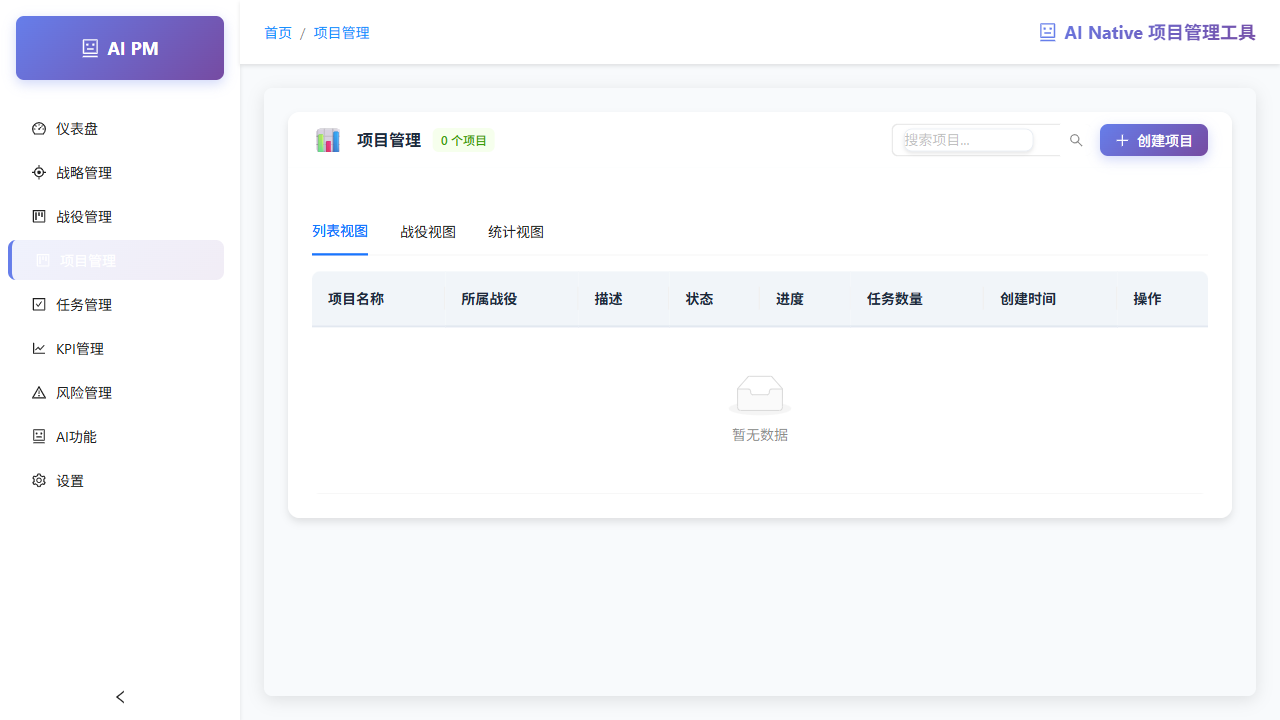 AI PM
首页 / 项目管理
AI Native 项目管理工具
仪表盘
战略管理
战役管理
项目管理
任务管理
KPI管理
风险管理
AI功能
设置
项目管理
0 个项目
搜索项目...
创建项目
列表视图 战役视图 统计视图
项目名称 所属战役 描述 状态 进度 任务数量 创建时间 操作
暂无数据